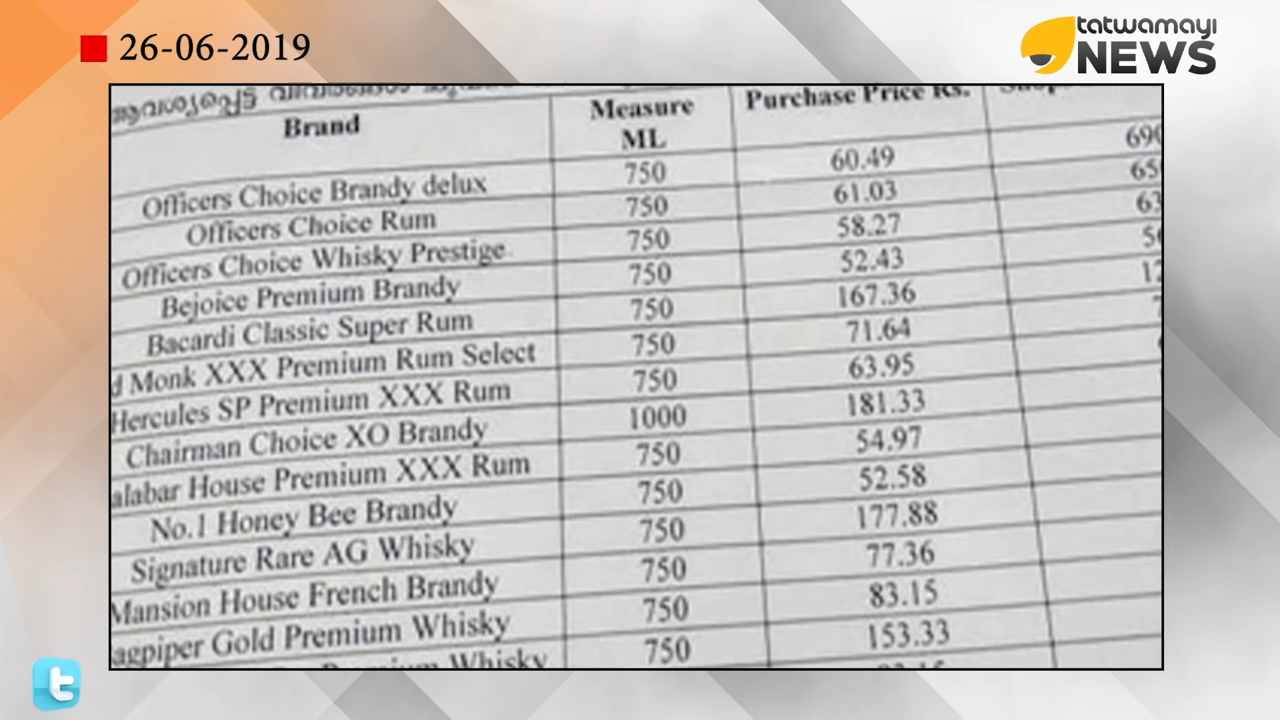 26-06-2019
tatwamayi
NEWS
Brand Measure ML Purchase Price Rs.
Officers Choice Brandy delux 750 60.49
Officers Choice Rum 750 61.03
Officers Choice Whisky Prestige 750 58.27
Bejoice Premium Brandy 750 52.43
Bacardi Classic Super Rum 750 167.36
d Monk XXX Premium Rum Select 750 71.64
Hercules SP Premium XXX Rum 750 63.95
Chairman Choice XO Brandy 1000 181.33
alabar House Premium XXX Rum 750 54.97
No.1 Honey Bee Brandy 750 52.58
Signature Rare AG Whisky 750 177.88
Mansion House French Brandy 750 77.36
agpiper Gold Premium Whisky 750 83.15
Premium Whisky 750 153.33